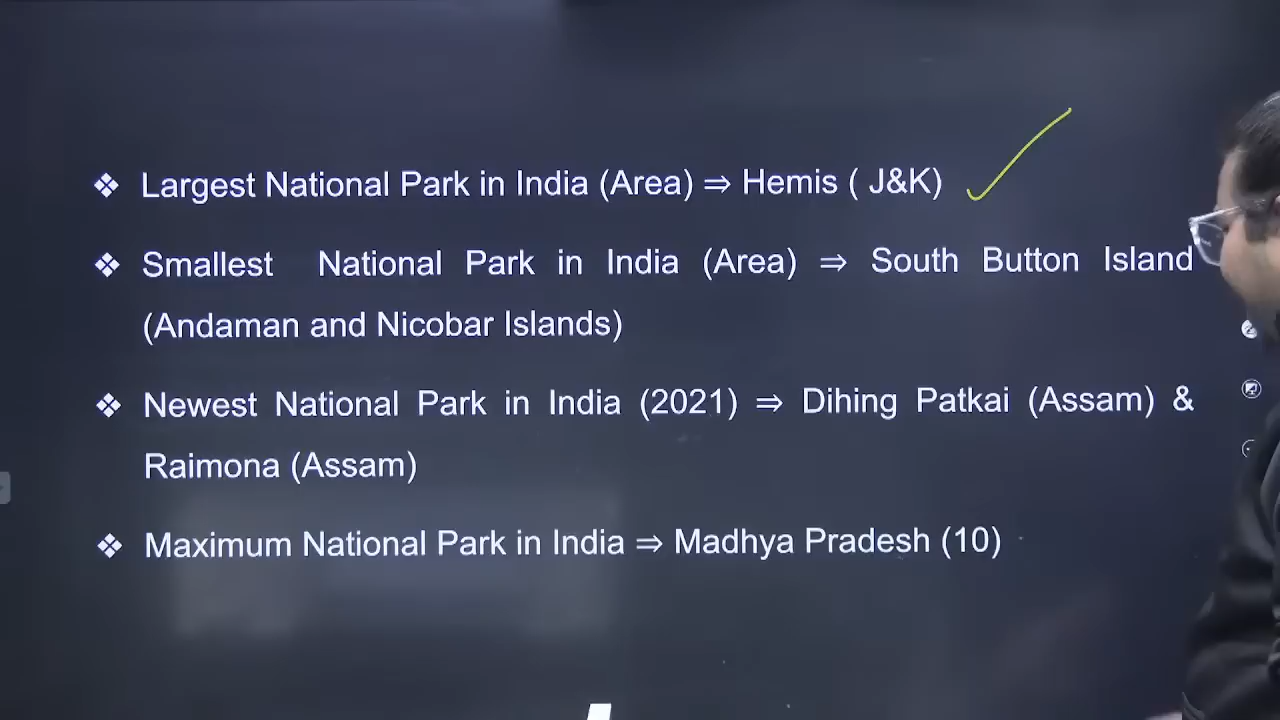 ❖ Largest National Park in India (Area) ⇒ Hemis ( J&K)
❖ Smallest National Park in India (Area) ⇒ South Button Island
(Andaman and Nicobar Islands)
❖ Newest National Park in India (2021) ⇒ Dihing Patkai (Assam) &
Raimona (Assam)
❖ Maximum National Park in India ⇒ Madhya Pradesh (10)